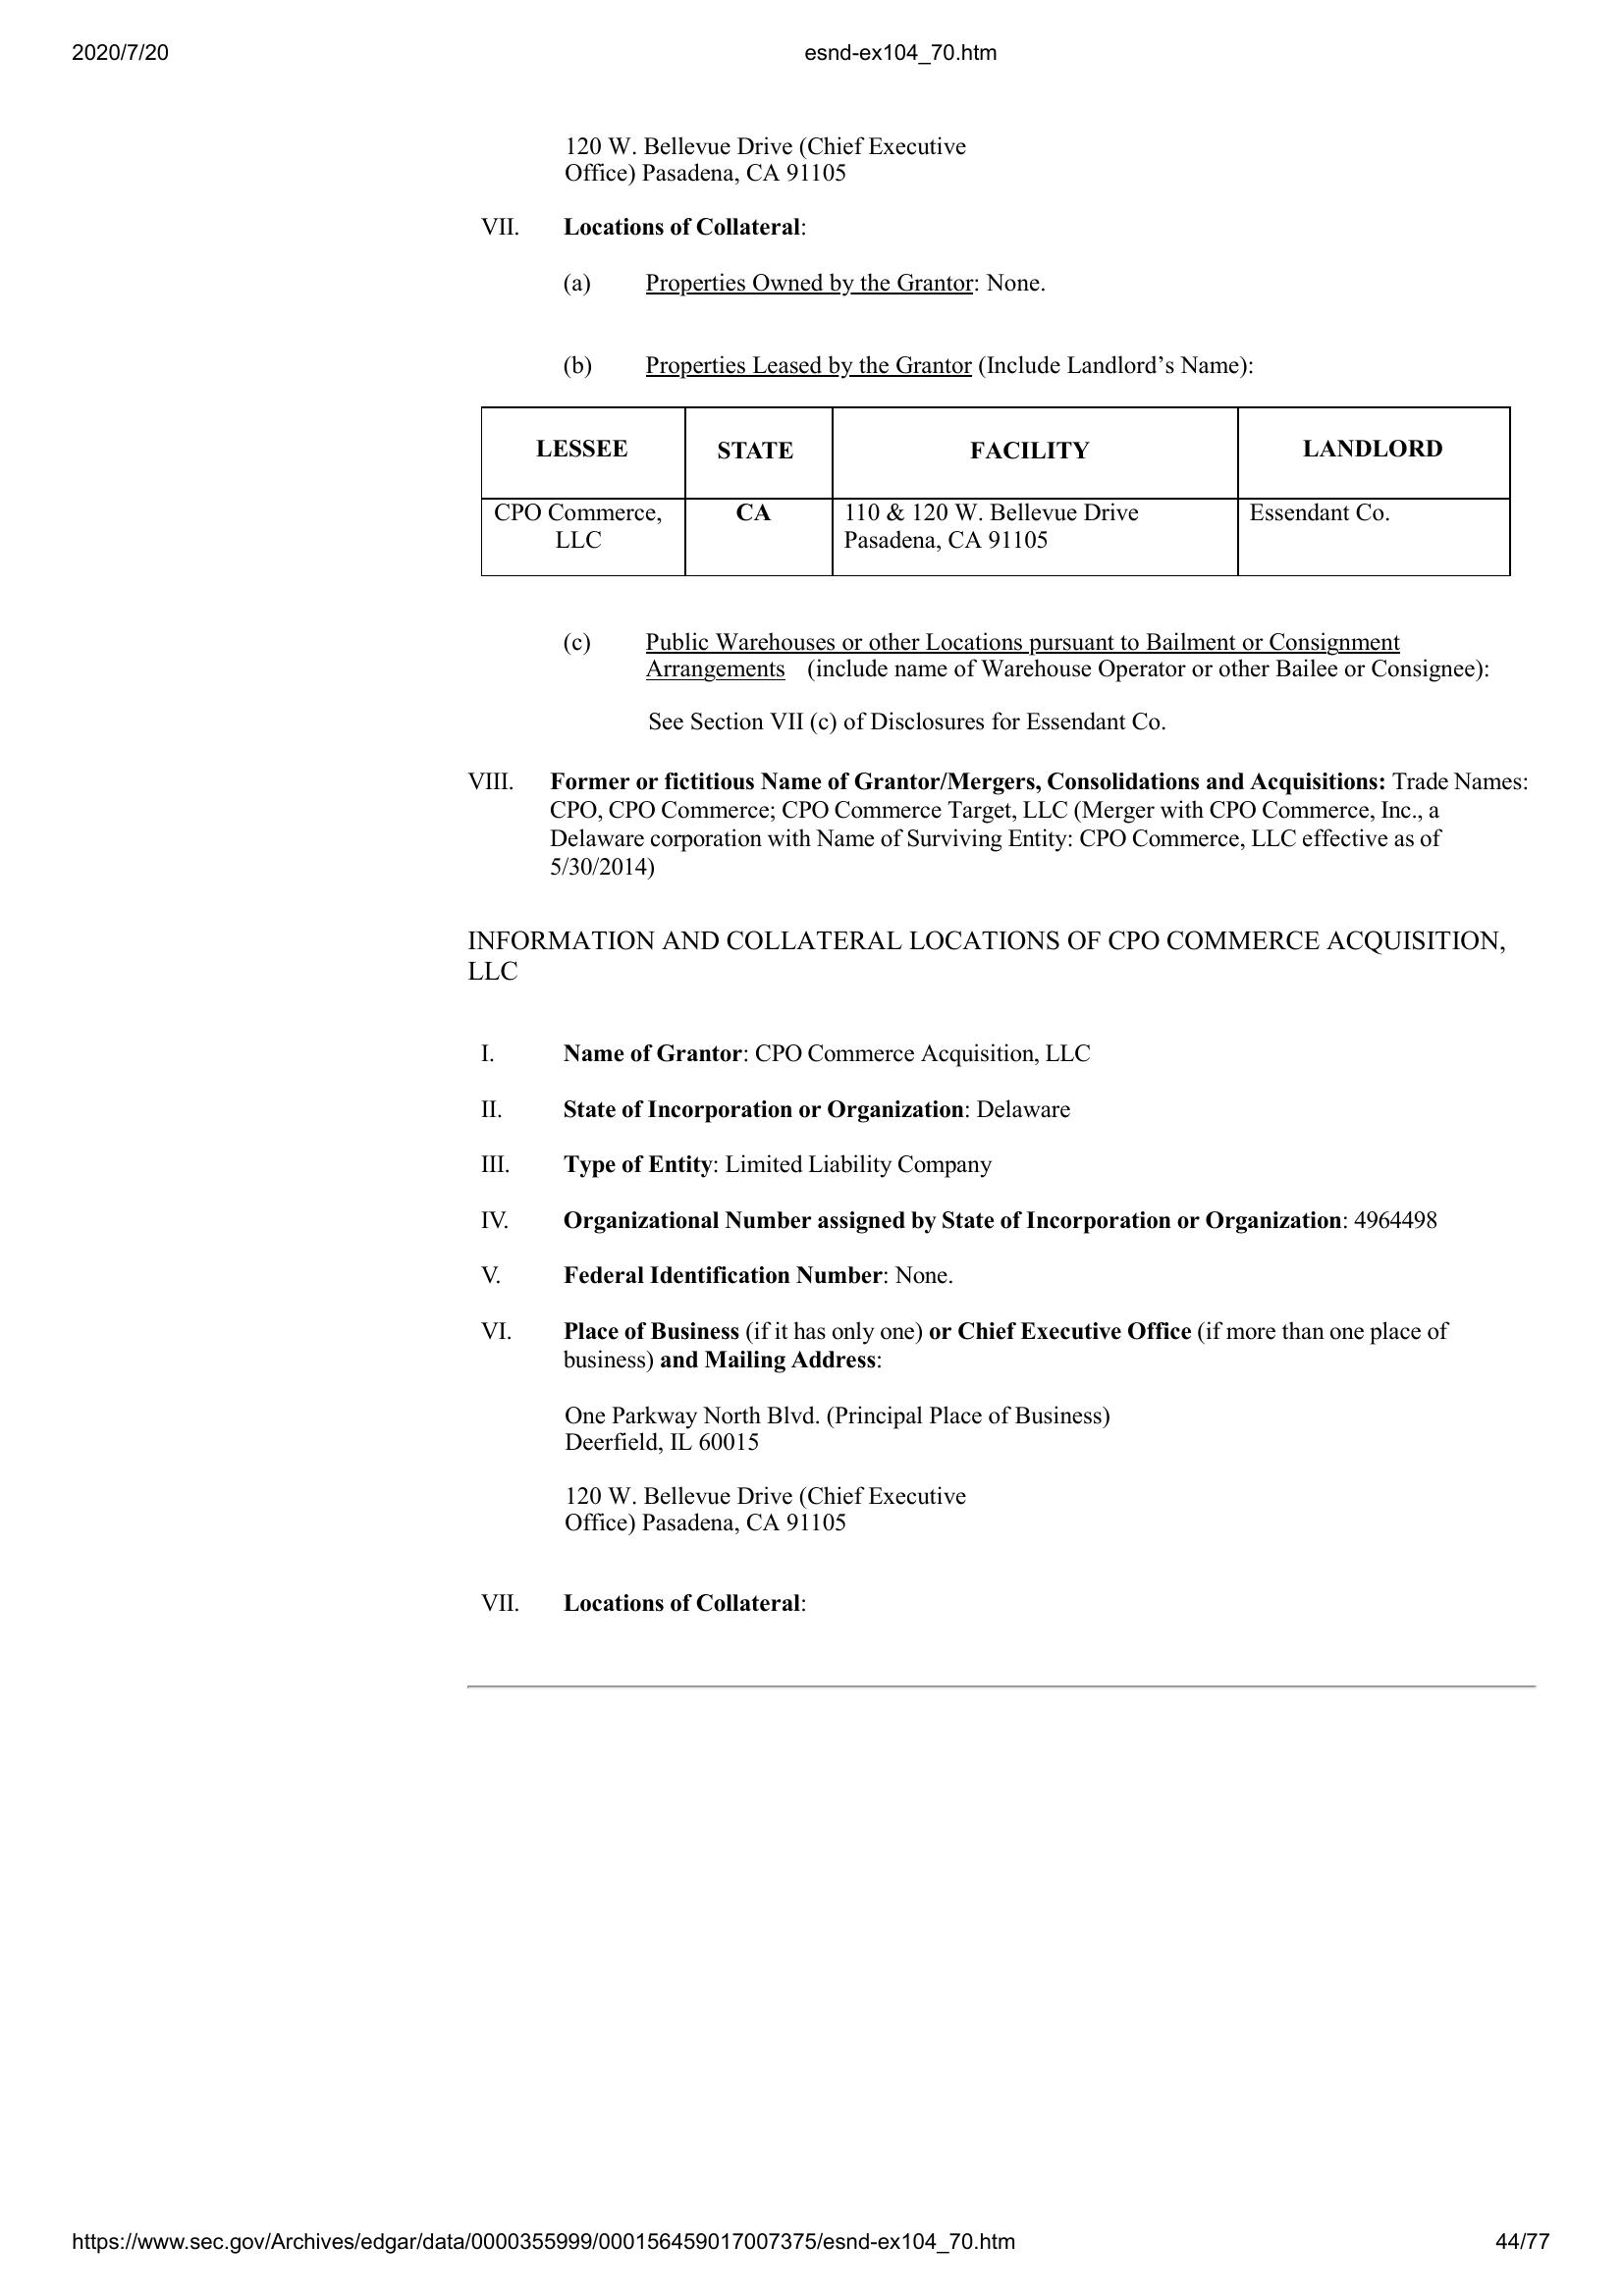 2020/7/20 esnd-ex104_70.htm
120 W. Bellevue Drive (Chief Executive
Office) Pasadena, CA 91105
VII. Locations of Collateral:
(a) Properties Owned by the Grantor: None.
(b) Properties Leased by the Grantor (Include Landlord’s Name):
LESSEE STATE FACILITY LANDLORD
CPO Commerce, CA 110 & 120 W. Bellevue Drive Essendant Co.
LLC Pasadena, CA 91105
(c) Public Warehouses or other Locations pursuant to Bailment or Consignment
Arrangements (include name of Warehouse Operator or other Bailee or Consignee):
See Section VII (c) of Disclosures for Essendant Co.
VIII. Former or fictitious Name of Grantor/Mergers, Consolidations and Acquisitions: Trade Names:
CPO, CPO Commerce; CPO Commerce Target, LLC (Merger with CPO Commerce, Inc., a
Delaware corporation with Name of Surviving Entity: CPO Commerce, LLC effective as of
5/30/2014)
INFORMATION AND COLLATERAL LOCATIONS OF CPO COMMERCE ACQUISITION,
LLC
I. Name of Grantor: CPO Commerce Acquisition, LLC
II. State of Incorporation or Organization: Delaware
III. Type of Entity: Limited Liability Company
IV. Organizational Number assigned by State of Incorporation or Organization: 4964498
V. Federal Identification Number: None.
VI. Place of Business (if it has only one) or Chief Executive Office (if more than one place of
business) and Mailing Address:
One Parkway North Blvd. (Principal Place of Business)
Deerfield, IL 60015
120 W. Bellevue Drive (Chief Executive
Office) Pasadena, CA 91105
VII. Locations of Collateral:
https://www.sec.gov/Archives/edgar/data/0000355999/000156459017007375/esnd-ex104_70.htm 44/77